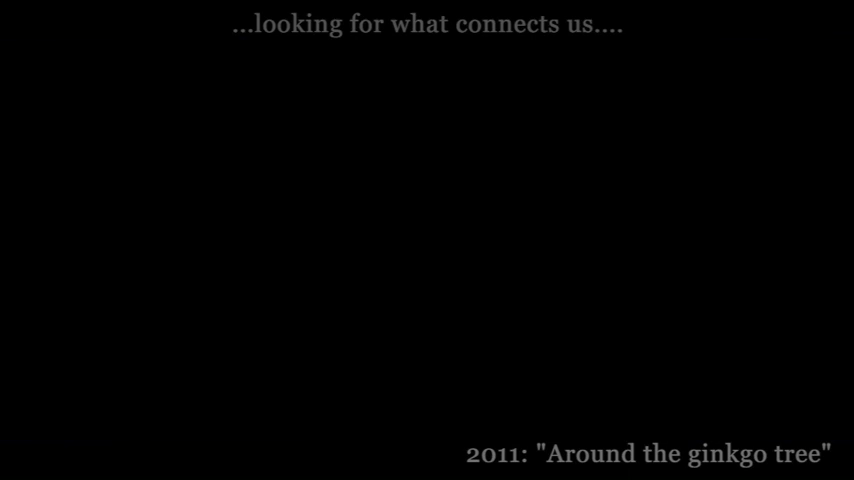 ...looking for what connects us....
2011: "Around the ginkgo tree"